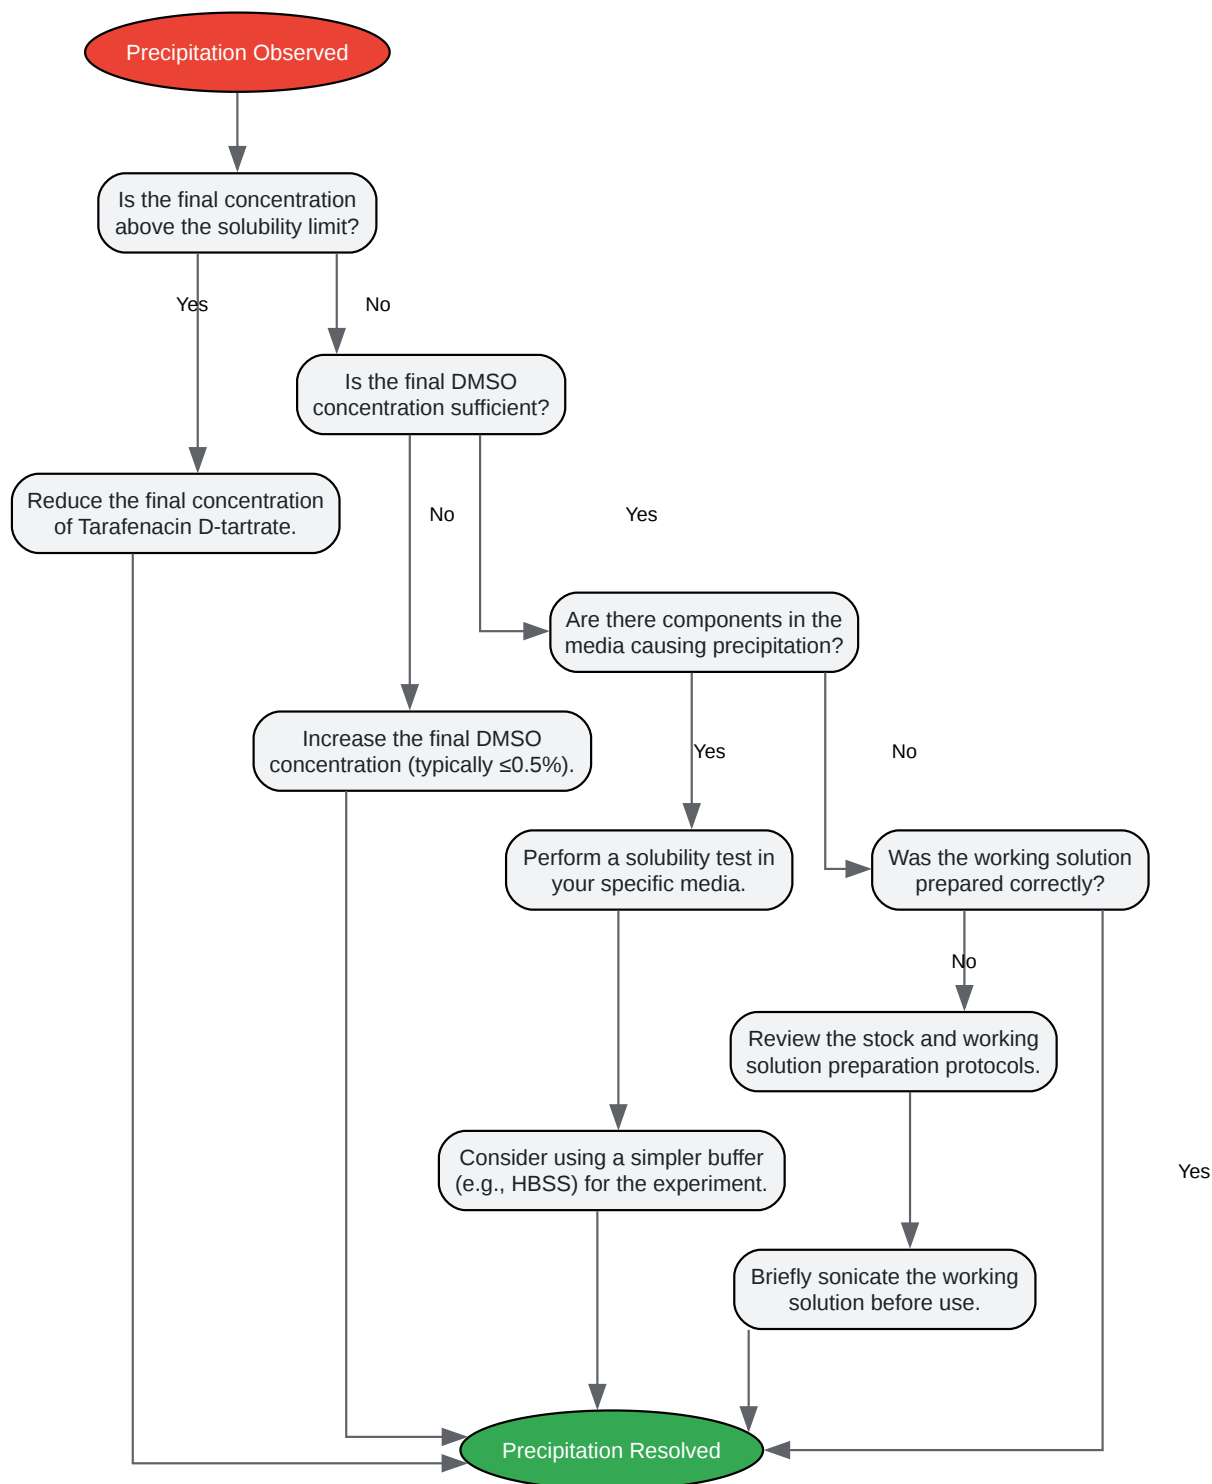 Precipitation Observed
Is the final concentration
above the solubility limit?
Yes
No
Is the final DMSO
concentration sufficient?
Reduce the final concentration
of Tarafenacin D-tartrate.
No
Yes
Are there components in the
media causing precipitation?
Increase the final DMSO
concentration (typically ≤0.5%).
Yes
No
Perform a solubility test in
your specific media.
Was the working solution
prepared correctly?
No
Review the stock and working
solution preparation protocols.
Consider using a simpler buffer
(e.g., HBSS) for the experiment.
Yes
Briefly sonicate the working
solution before use.
Precipitation Resolved